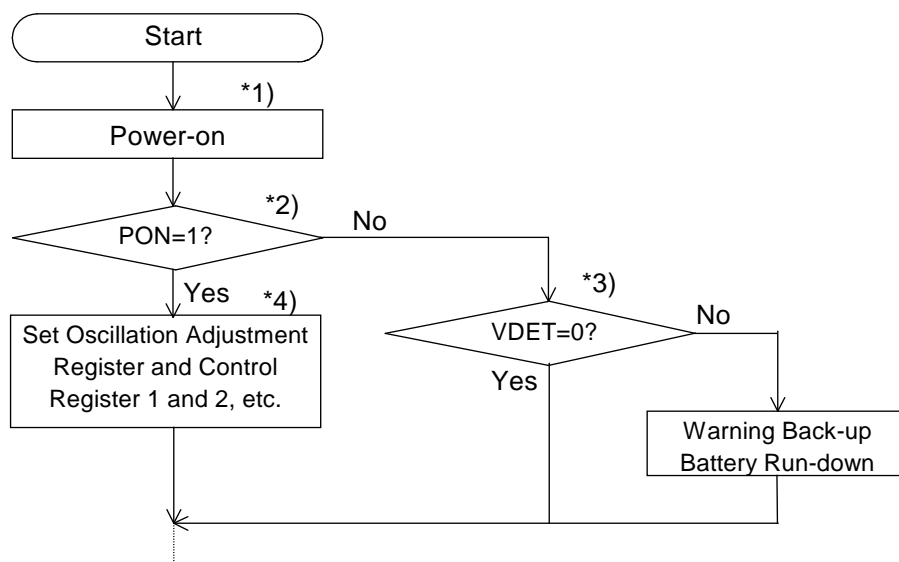 Start
*1)
Power-on
*2)
No
PON=1?
Yes
*4)
*3)
No
Set Oscillation Adjustment
Register and Control
Register 1 and 2, etc.
VDET=0?
Yes
Warning Back-up
Battery Run-down